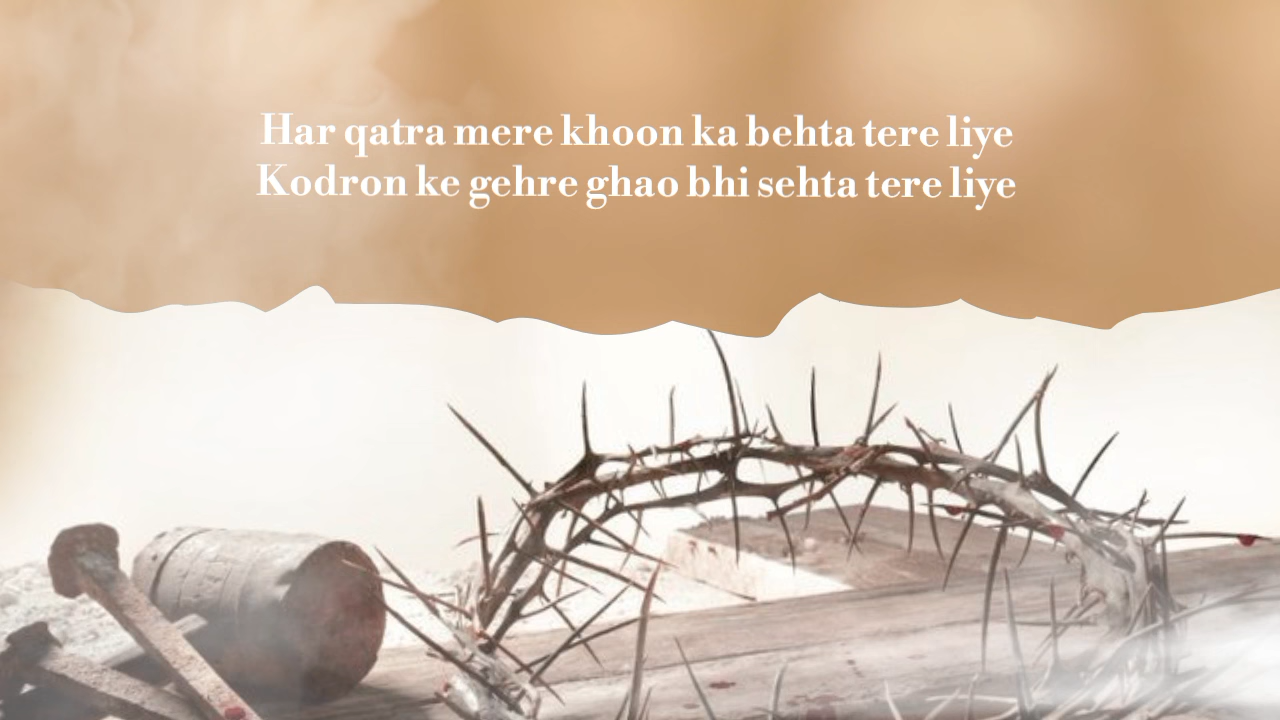 Har qatra mere khoon ka behta tere liye
Kodron ke gehre ghao bhi sehta tere liye